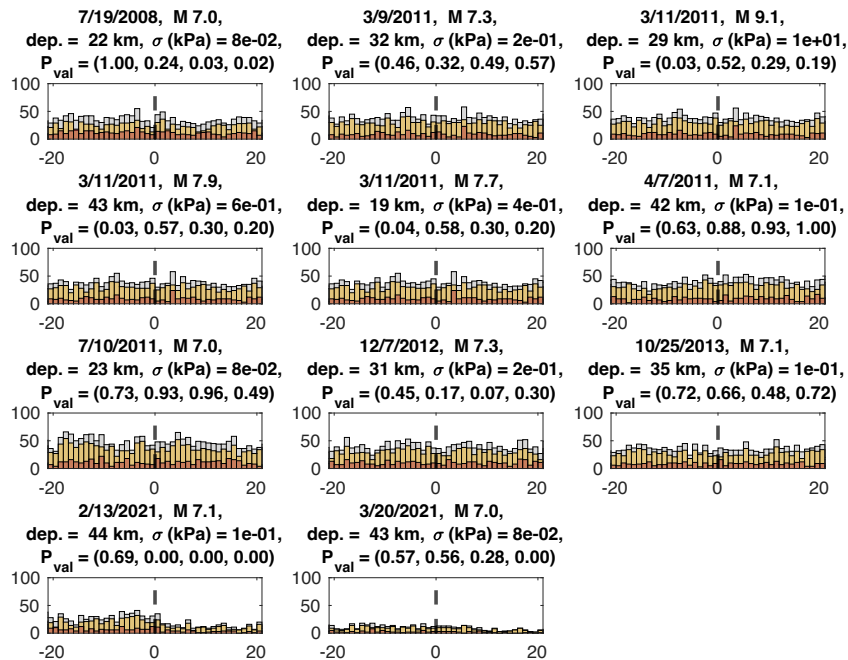 7/19/2008, M 7.0,
dep. = 22 km, σ (kPa) = 8e-02,
P_val = (1.00, 0.24, 0.03, 0.02)
100
50
0
-20
0
20
3/9/2011, M 7.3,
dep. = 32 km, σ (kPa) = 2e-01,
P_val = (0.46, 0.32, 0.49, 0.57)
100
50
0
-20
0
20
3/11/2011, M 9.1,
dep. = 29 km, σ (kPa) = 1e+01,
P_val = (0.03, 0.52, 0.29, 0.19)
100
50
0
-20
0
20
3/11/2011, M 7.9,
dep. = 43 km, σ (kPa) = 6e-01,
P_val = (0.03, 0.57, 0.30, 0.20)
100
50
0
-20
0
20
3/11/2011, M 7.7,
dep. = 19 km, σ (kPa) = 4e-01,
P_val = (0.04, 0.58, 0.30, 0.20)
100
50
0
-20
0
20
4/7/2011, M 7.1,
dep. = 42 km, σ (kPa) = 1e-01,
P_val = (0.63, 0.88, 0.93, 1.00)
100
50
0
-20
0
20
7/10/2011, M 7.0,
dep. = 23 km, σ (kPa) = 8e-02,
P_val = (0.73, 0.93, 0.96, 0.49)
100
50
0
-20
0
20
12/7/2012, M 7.3,
dep. = 31 km, σ (kPa) = 2e-01,
P_val = (0.45, 0.17, 0.07, 0.30)
100
50
0
-20
0
20
10/25/2013, M 7.1,
dep. = 35 km, σ (kPa) = 1e-01,
P_val = (0.72, 0.66, 0.48, 0.72)
100
50
0
-20
0
20
2/13/2021, M 7.1,
dep. = 44 km, σ (kPa) = 1e-01,
P_val = (0.69, 0.00, 0.00, 0.00)
100
50
0
-20
0
20
3/20/2021, M 7.0,
dep. = 43 km, σ (kPa) = 8e-02,
P_val = (0.57, 0.56, 0.28, 0.00)
100
50
0
-20
0
20